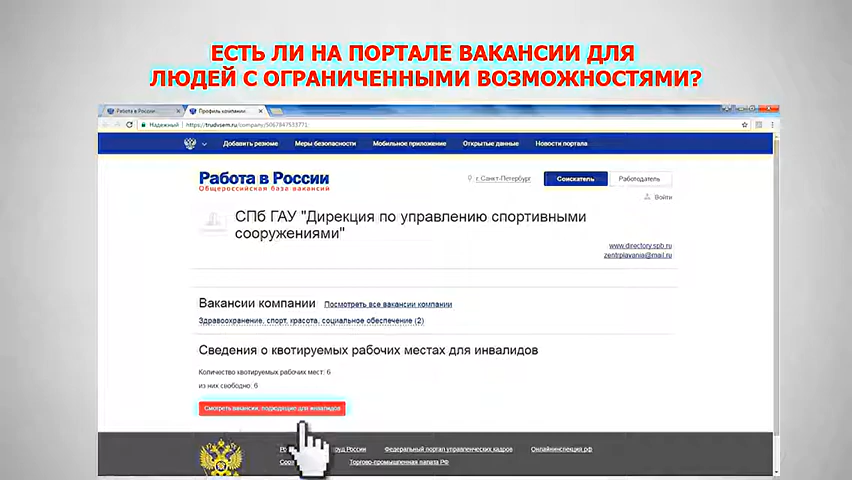 ЕСТЬ ЛИ НА ПОРТАЛЕ ВАКАНСИИ ДЛЯ
ЛЮДЕЙ С ОГРАНИЧЕННЫМИ ВОЗМОЖНОСТЯМИ?
Работа в России
Профиль компании
Надежный
https://trudvsem.ru/company/5067847533771
Добавить резюме
Меры безопасности
Мобильное приложение
Открытые данные
Новости портала
Работа в России
Общероссийская база вакансий
г. Санкт-Петербург
Соискатель
Работодатель
Войти
СПб ГАУ "Дирекция по управлению спортивными
сооружениями"
www.directory.spb.ru
zentrplavania@mail.ru
Вакансии компании Посмотреть все вакансии компании
Здравоохранение, спорт, красота, социальное обеспечение (2)
Сведения о квотируемых рабочих местах для инвалидов
Количество квотируемых рабочих мест: 6
из них свободно: 6
Смотреть вакансии, подходящие для инвалидов
России
Федеральный портал управленческих кадров
Онлайнинспекция.рф
Торгово-промышленная палата РФ